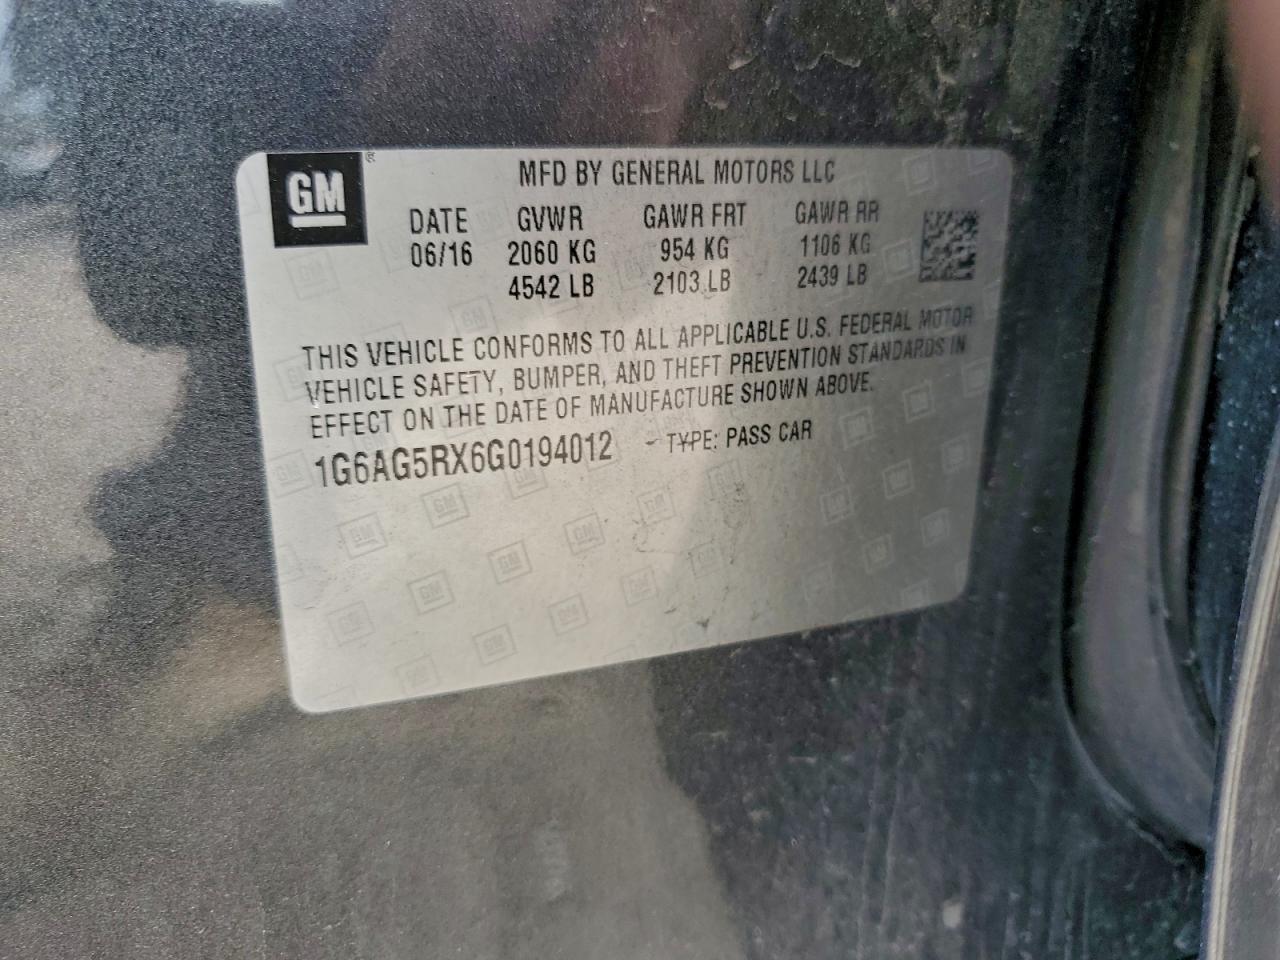 GM ®
MFD BY GENERAL MOTORS LLC
DATE GVWR GAWR FRT GAWR RR
06/16 2060 KG 954 KG 1106 KG
4542 LB 2103 LB 2439 LB
THIS VEHICLE CONFORMS TO ALL APPLICABLE U.S. FEDERAL MOTOR
VEHICLE SAFETY, BUMPER, AND THEFT PREVENTION STANDARDS IN
EFFECT ON THE DATE OF MANUFACTURE SHOWN ABOVE.
1G6AG5RX6G0194012 TYPE: PASS CAR